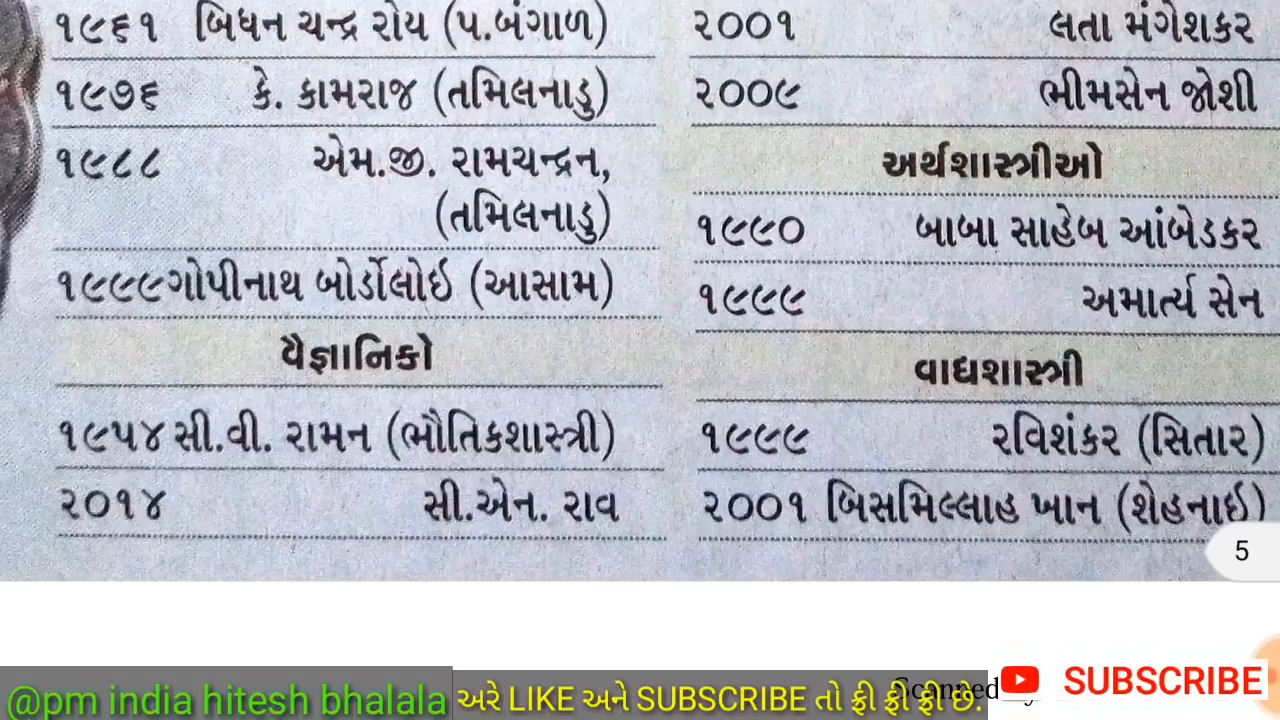 ૧૯૬૧ બિધન ચન્દ્ર રોય (પ.બંગાળ)
૧૯૭૬ કે. કામરાજ (તમિલનાડુ)
૧૯૮૮ એમ.જી. રામચન્દ્રન,
(તમિલનાડુ)
૧૯૯૯ ગોપીનાથ બોર્ડોલોઇ (આસામ)
વૈજ્ઞાનિકો
૧૯૫૪ સી.વી. રામન (ભૌતિકશાસ્ત્રી)
૨૦૧૪ સી.એન. રાવ
૨૦૦૧ લતા મંગેશકર
૨૦૦૯ ભીમસેન જોશી
અર્થશાસ્ત્રીઓ
૧૯૯૦ બાબા સાહેબ આંબેડકર
૧૯૯૯ અમાર્ત્ય સેન
વાદ્યશાસ્ત્રી
૧૯૯૯ રવિશંકર (સિતાર)
૨૦૦૧ બિસમિલ્લાહ ખાન (શેહનાઇ)
5
@pm india hitesh bhalala અરે LIKE અને SUBSCRIBE તો ફ્રી ફ્રી ફ્રી છે. Scanned
SUBSCRIBE